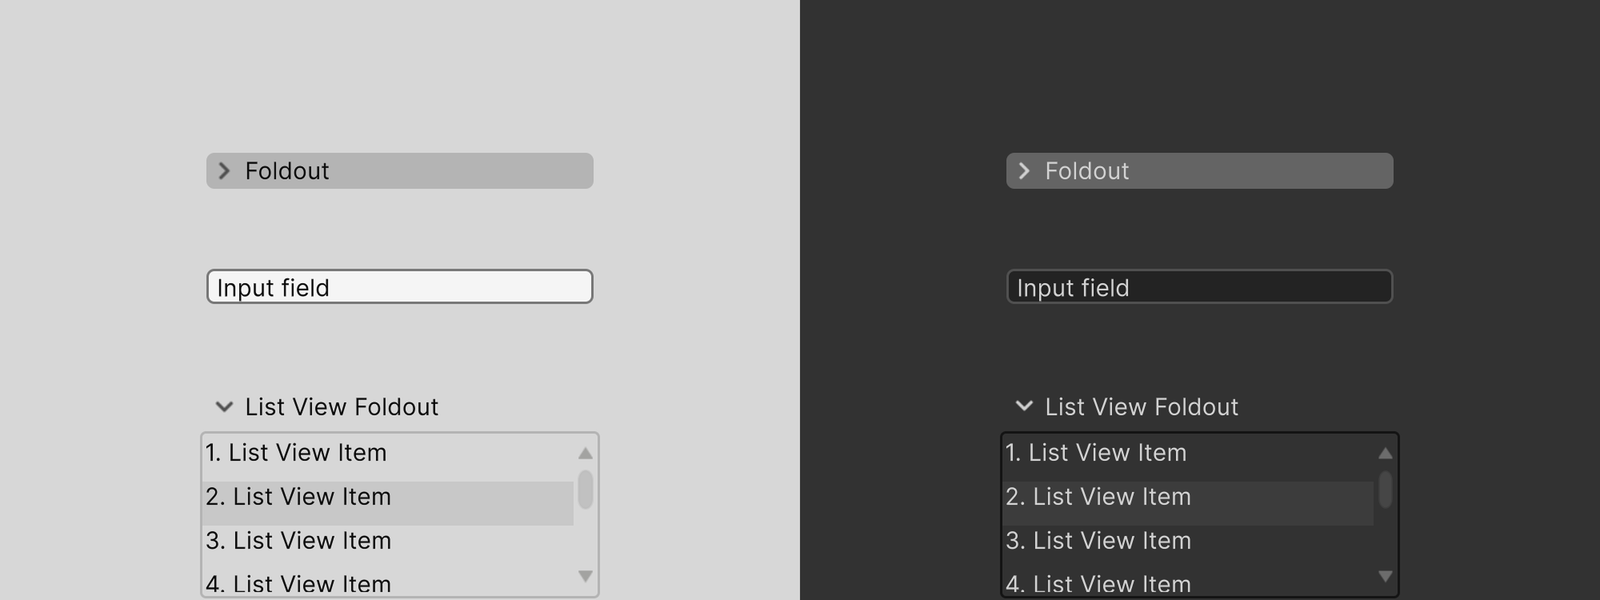 Foldout
Input field
List View Foldout
1. List View Item
2. List View Item
3. List View Item
4. List View Item
Foldout
Input field
List View Foldout
1. List View Item
2. List View Item
3. List View Item
4. List View Item